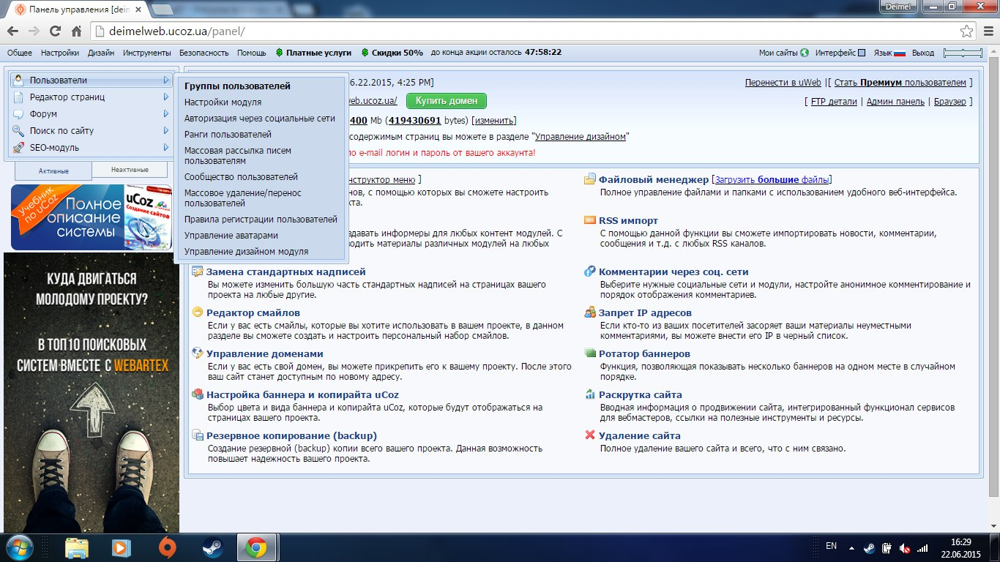 Панель управления [dein
Deimel
deimelweb.ucoz.ua/panel/
Общее Настройки Дизайн Инструменты Безопасность Помощь Платные услуги Скидки 50% до конца акции осталось 47:58:22 Мои сайты Интерфейс Язык Выход
Пользователи
Редактор страниц
Форум
Поиск по сайту
SEO-модуль
Активные Неактивные
Группы пользователей
Настройки модуля
Авторизация через социальные сети
Ранги пользователей
Массовая рассылка писем
пользователям
Сообщество пользователей
Массовое удаление/перенос
пользователей
Правила регистрации пользователей
Управление аватарами
Управление дизайном модуля
6.22.2015, 4:25 PM]
Перенести в uWeb |[ Стать Премиум пользователем ]
web.ucoz.ua/ Купить домен
[ FTP детали | Админ панель | Браузер ]
400 Mb (419430691 bytes) [изменить]
содержимым страниц вы можете в разделе "Управление дизайном"
по e-mail логин и пароль от вашего аккаунта!
Учебник
по uCoz
Полное
описание
системы
uCoz
Создание сайтов
КУДА ДВИГАТЬСЯ
МОЛОДОМУ ПРОЕКТУ?
В ТОП10 ПОИСКОВЫХ
СИСТЕМ ВМЕСТЕ С WEBARTEX
нструктор меню ]
нов, с помощью которых вы сможете настроить
кта.
здавать информеры для любых контент модулей. С
одить материалы различных модулей на любых
Замена стандартных надписей
Вы можете изменить большую часть стандартных надписей на страницах вашего
проекта на любые другие.
Редактор смайлов
Если у вас есть смайлы, которые вы хотите использовать в вашем проекте, в данном
разделе вы сможете создать и настроить персональный набор смайлов.
Управление доменами
Если у вас есть свой домен, вы можете прикрепить его к вашему проекту. После этого
ваш сайт станет доступным по новому адресу.
Настройка баннера и копирайта uCoz
Выбор цвета и вида баннера и копирайта uCoz, которые будут отображаться на
страницах вашего проекта.
Резервное копирование (backup)
Создание резервной (backup) копии всего вашего проекта. Данная возможность
повышает надежность вашего проекта.
Файловый менеджер [Загрузить большие файлы]
Полное управление файлами и папками с использованием удобного веб-интерфейса.
RSS импорт
С помощью данной функции вы сможете импортировать новости, комментарии,
сообщения и т.д. с любых RSS каналов.
Комментарии через соц. сети
Выберите нужные социальные сети и модули, настройте анонимное комментирование и
порядок отображения комментариев.
Запрет IP адресов
Если кто-то из ваших посетителей засоряет ваши материалы неуместными
комментариями, вы можете внести его IP в черный список.
Ротатор баннеров
Функция, позволяющая показывать несколько баннеров на одном месте в случайном
порядке.
Раскрутка сайта
Вводная информация о продвижении сайта, интегрированный функционал сервисов
для вебмастеров, ссылки на полезные инструменты и ресурсы.
Удаление сайта
Полное удаление вашего сайта и всего, что с ним связано.
EN
16:29
22.06.2015